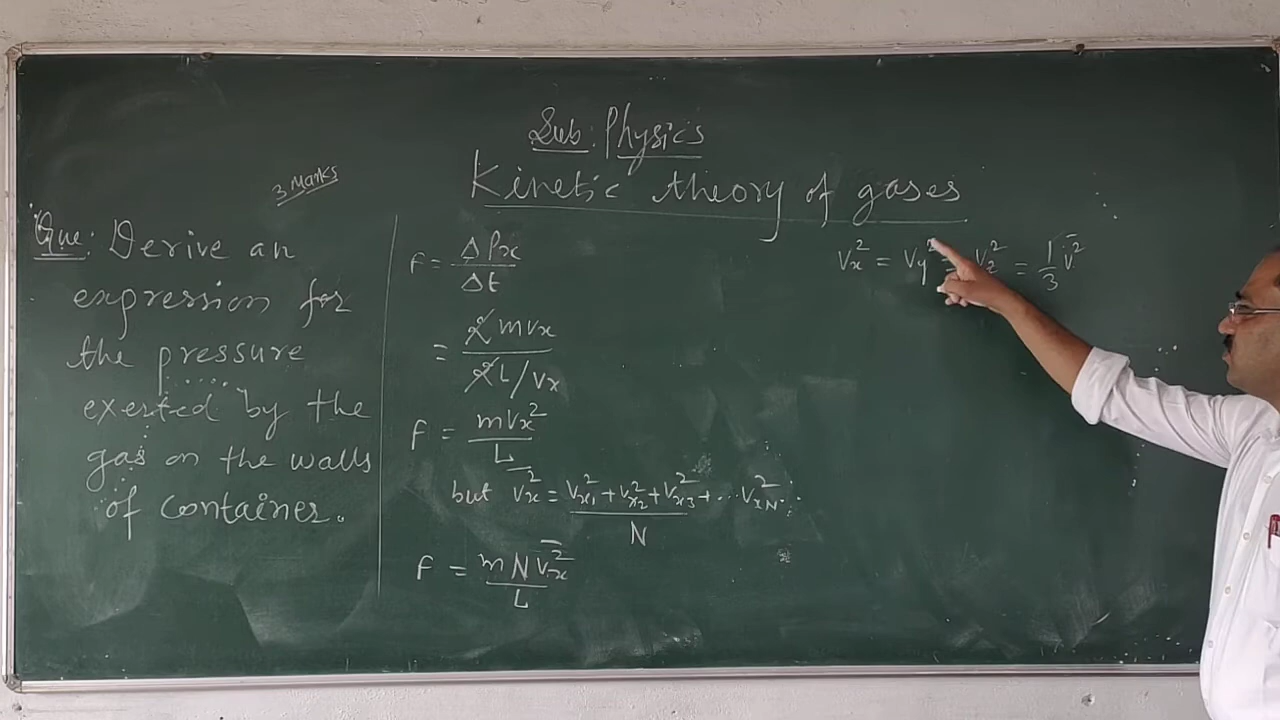 Sub: Physics
Kinetic theory of gases
3 Marks
Que: Derive an
expression for
the pressure
exerted by the
gas on the walls
of container.
F = ΔPx / Δt
= 2mvx / 2L/vx
F = mvx² / L
but v̄x² = Vx1² + Vx2² + Vx3² + ... VxN² / N
F = mNv̄x² / L
Vx² = Vy² = Vz² = 1/3 v̄²